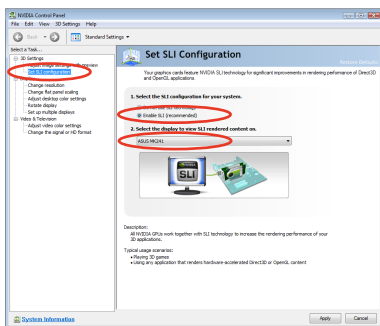 NVIDIA Control Panel
File Edit View 3D Settings Help
Back Standard Settings
Select a Task...
3D Settings
Adjust image settings with preview
Set SLI configuration
Change resolution
Change flat panel scaling
Adjust desktop color settings
Rotate display
Set up multiple displays
Video & Television
Adjust video color settings
Change the signal or HD format
System Information
Set SLI Configuration
Restore Defaults
Your graphics cards feature NVIDIA SLI technology for significant improvements in rendering performance of Direct3D
and OpenGL applications.
1. Select the SLI configuration for your system.
Enable SLI (recommended)
2. Select the display to view SLI rendered content on.
ASUS MK241
SLI
Description:
All NVIDIA GPUs work together with SLI technology to increase the rendering performance of your
3D applications.
Typical usage scenarios:
• Playing 3D games
• Using any application that renders hardware-accelerated Direct3D or OpenGL content
Apply Cancel